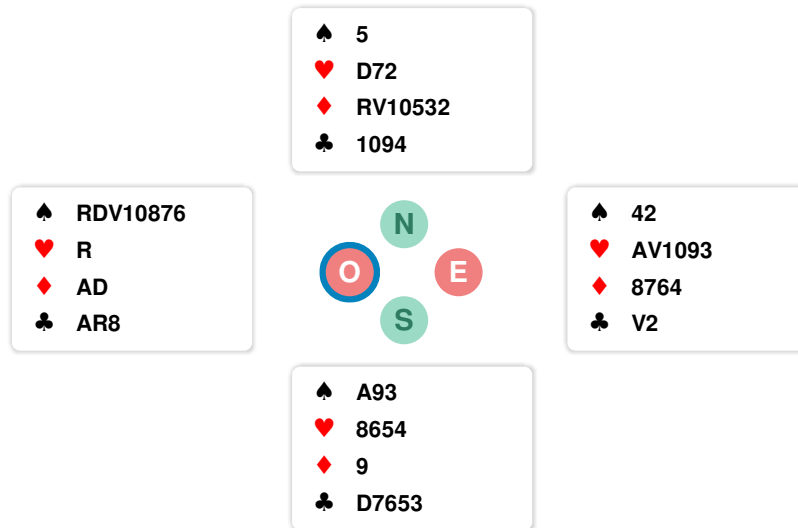 ♠ 5
♥ D72
♦ RV10532
♣ 1094
♠ RDV10876
♥ R
♦ AD
♣ AR8
N
O E
S
♠ 42
♥ AV1093
♦ 8764
♣ V2
♠ A93
♥ 8654
♦ 9
♣ D7653